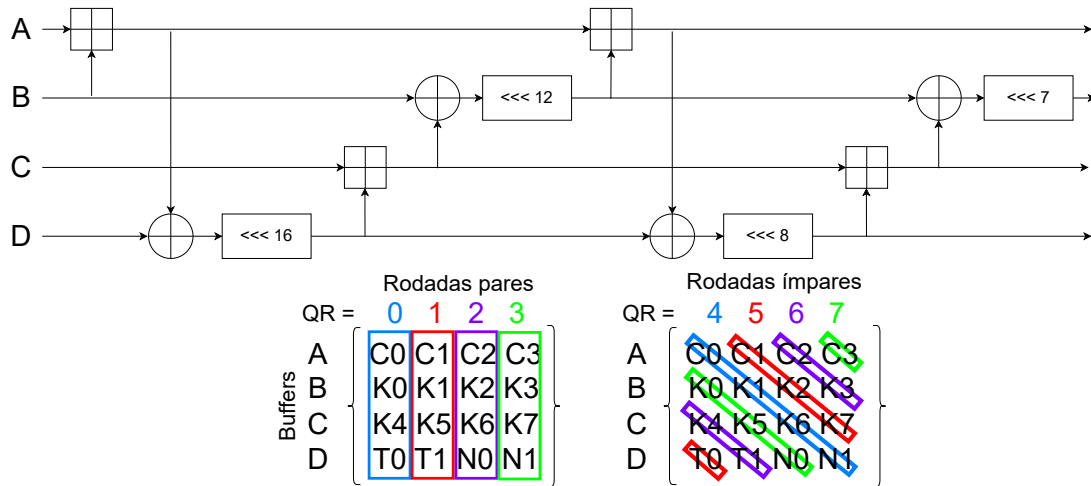 A
B <<< 12 <<< 7
C
D <<< 16 <<< 8
Rodadas pares
QR = 0 1 2 3
Buffers
A C0 C1 C2 C3
B K0 K1 K2 K3
C K4 K5 K6 K7
D T0 T1 N0 N1
Rodadas ímpares
QR = 4 5 6 7
A C0 C1 C2 C3
B K0 K1 K2 K3
C K4 K5 K6 K7
D T0 T1 N0 N1